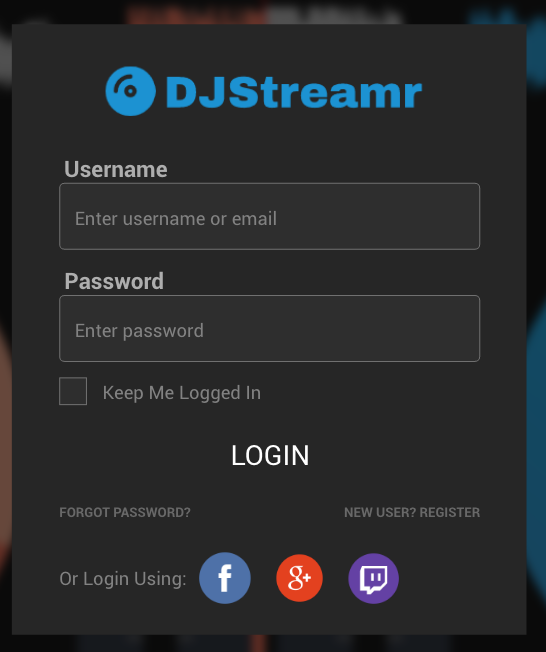 DJStreamr
Username
Enter username or email
Password
Enter password
Keep Me Logged In
LOGIN
FORGOT PASSWORD? NEW USER? REGISTER
Or Login Using: f g+